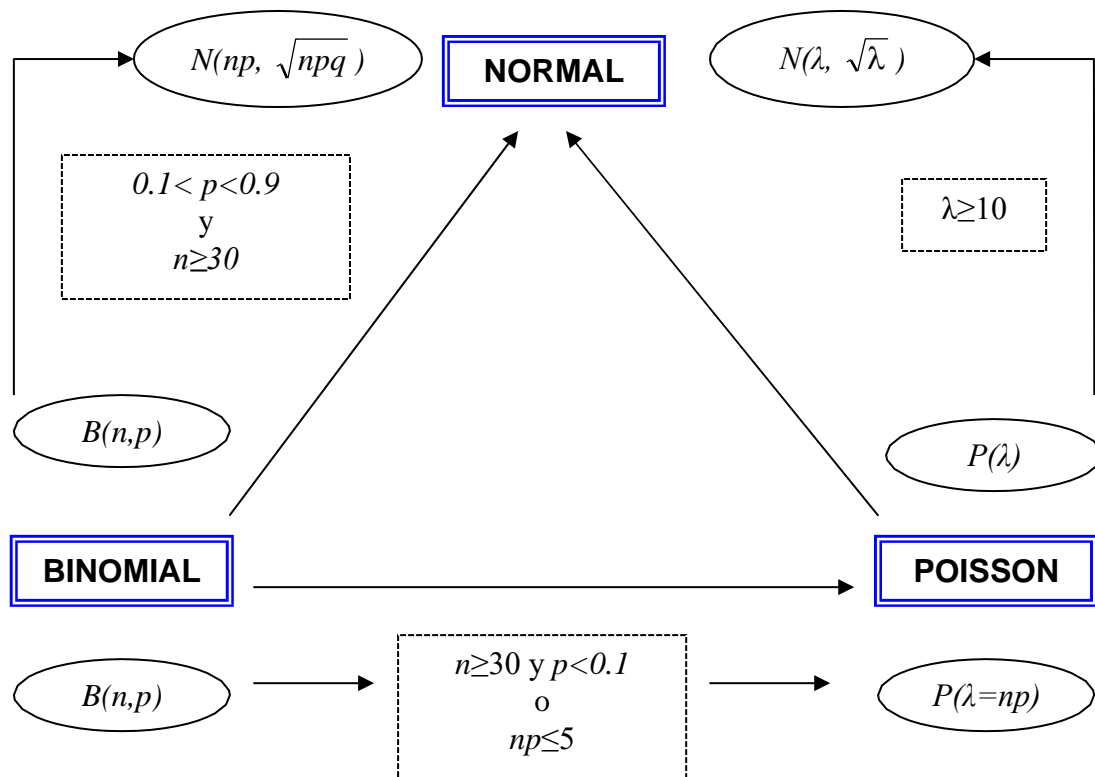 N(np, √npq )
NORMAL
N(λ, √λ )
0.1< p<0.9
y
n≥30
λ≥10
B(n,p)
P(λ)
BINOMIAL
POISSON
B(n,p)
n≥30 y p<0.1
o
np≤5
P(λ=np)